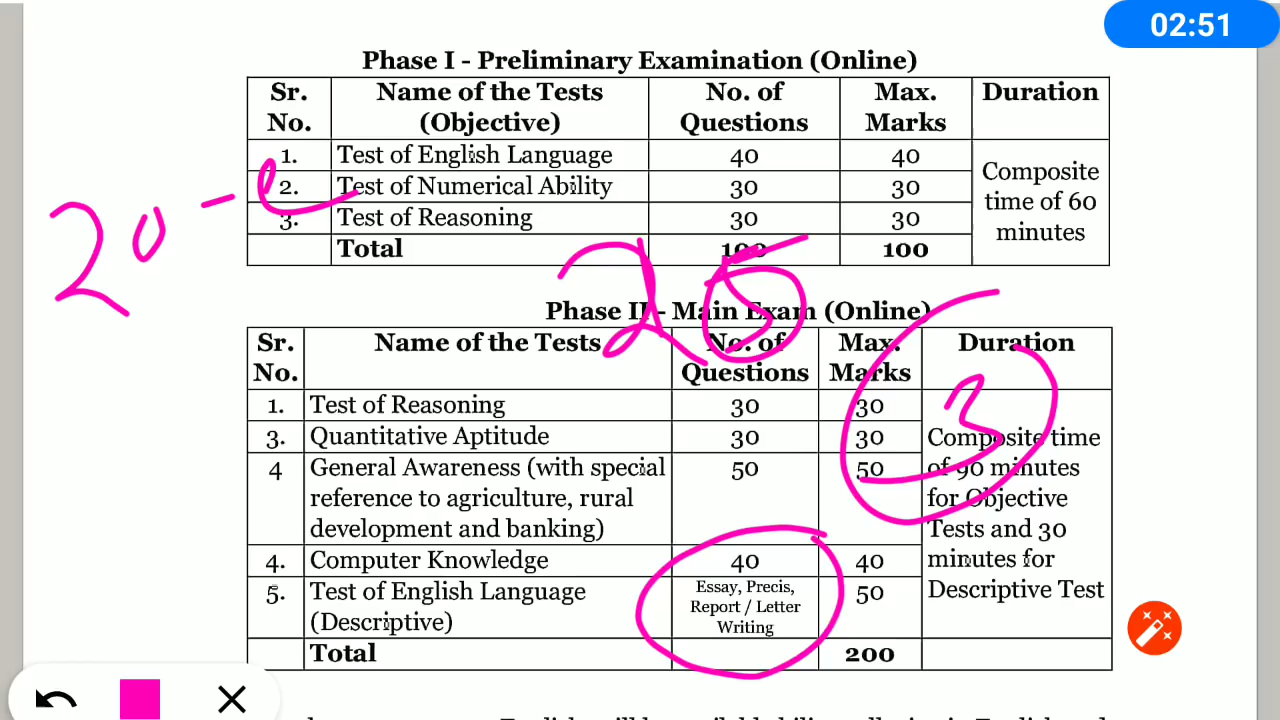 02:51
Phase I - Preliminary Examination (Online)
Sr. No. Name of the Tests (Objective) No. of Questions Max. Marks Duration
1. Test of English Language 40 40 Composite time of 60 minutes
2. Test of Numerical Ability 30 30
3. Test of Reasoning 30 30
Total 100 100
20 - 25
Phase II - Main Exam (Online)
Sr. No. Name of the Tests No. of Questions Max. Marks Duration
1. Test of Reasoning 30 30 Composite time of 90 minutes for Objective Tests and 30 minutes for Descriptive Test
3. Quantitative Aptitude 30 30
4 General Awareness (with special reference to agriculture, rural development and banking) 50 50
4. Computer Knowledge 40 40
5. Test of English Language (Descriptive) Essay, Precis, Report / Letter Writing 50
Total 200
3